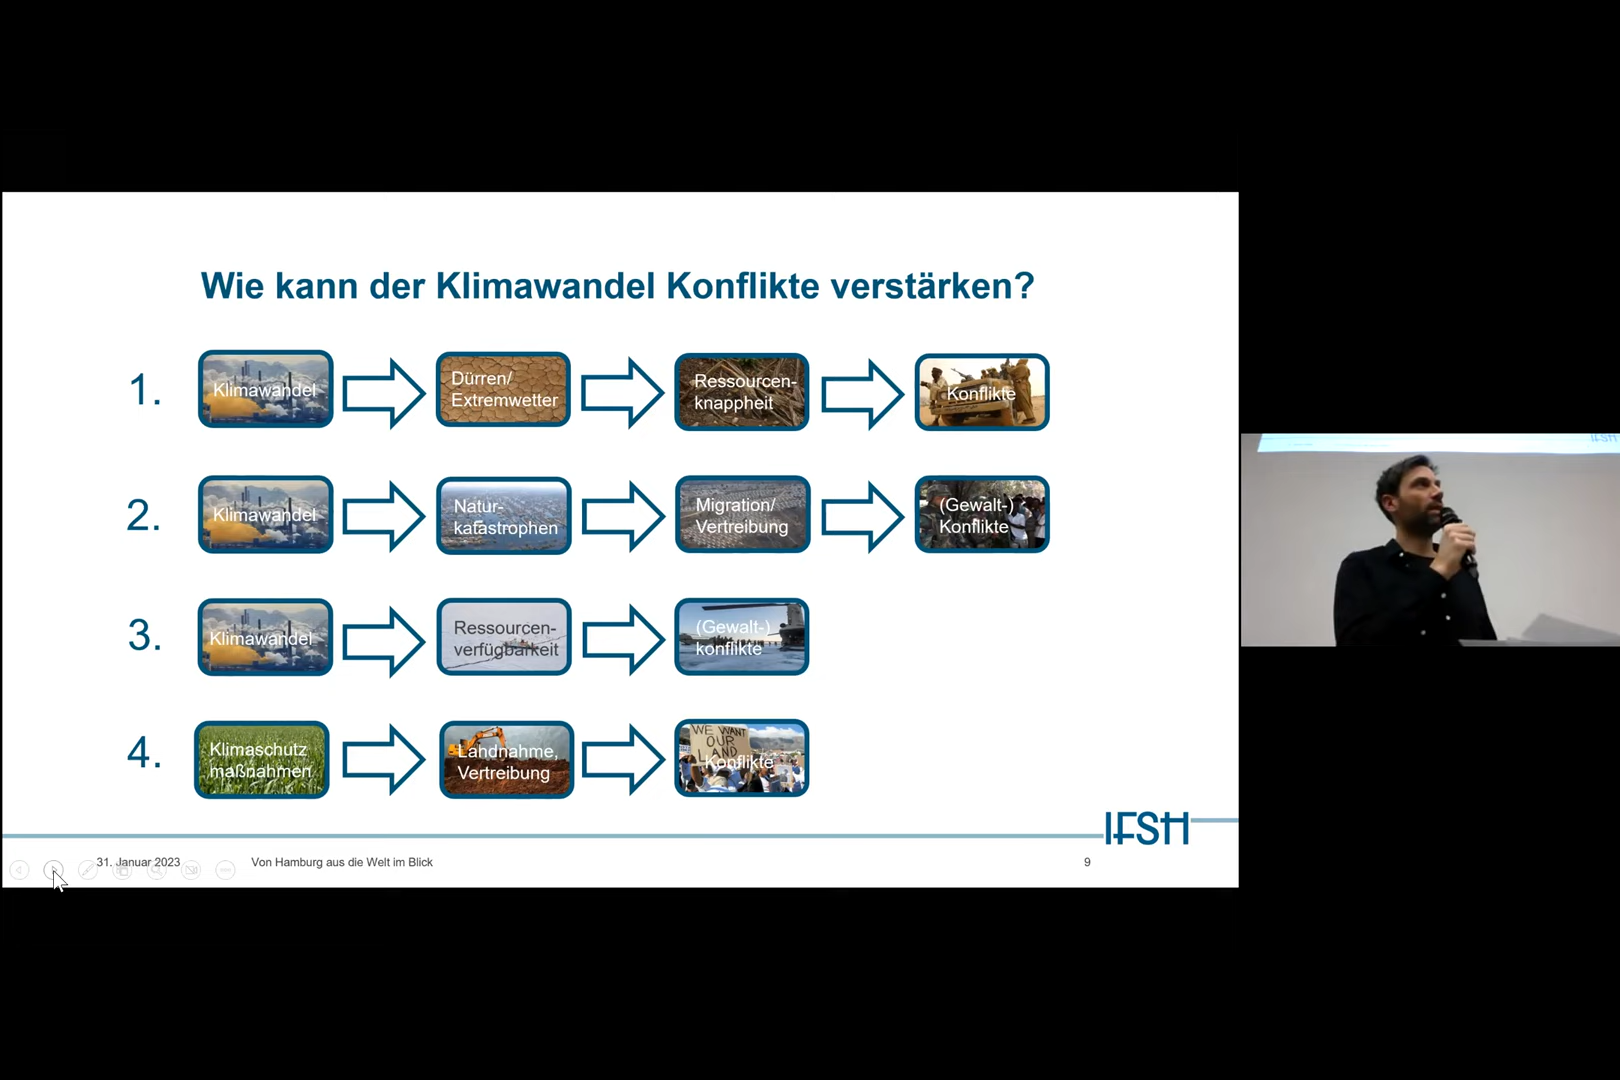 Wie kann der Klimawandel Konflikte verstärken?
1.
Klimawandel
Dürren/
Extremwetter
Ressourcen-
knappheit
Konflikte
2.
Klimawandel
Natur-
katastrophen
Migration/
Vertreibung
(Gewalt-)
Konflikte
3.
Klimawandel
Ressourcen-
verfügbarkeit
(Gewalt-)
konflikte
4.
Klimaschutz
maßnahmen
Landnahme,
Vertreibung
WE WANT
OUR
LAND
Konflikte
IFSH
31. Januar 2023
Von Hamburg aus die Welt im Blick
9
IFSH